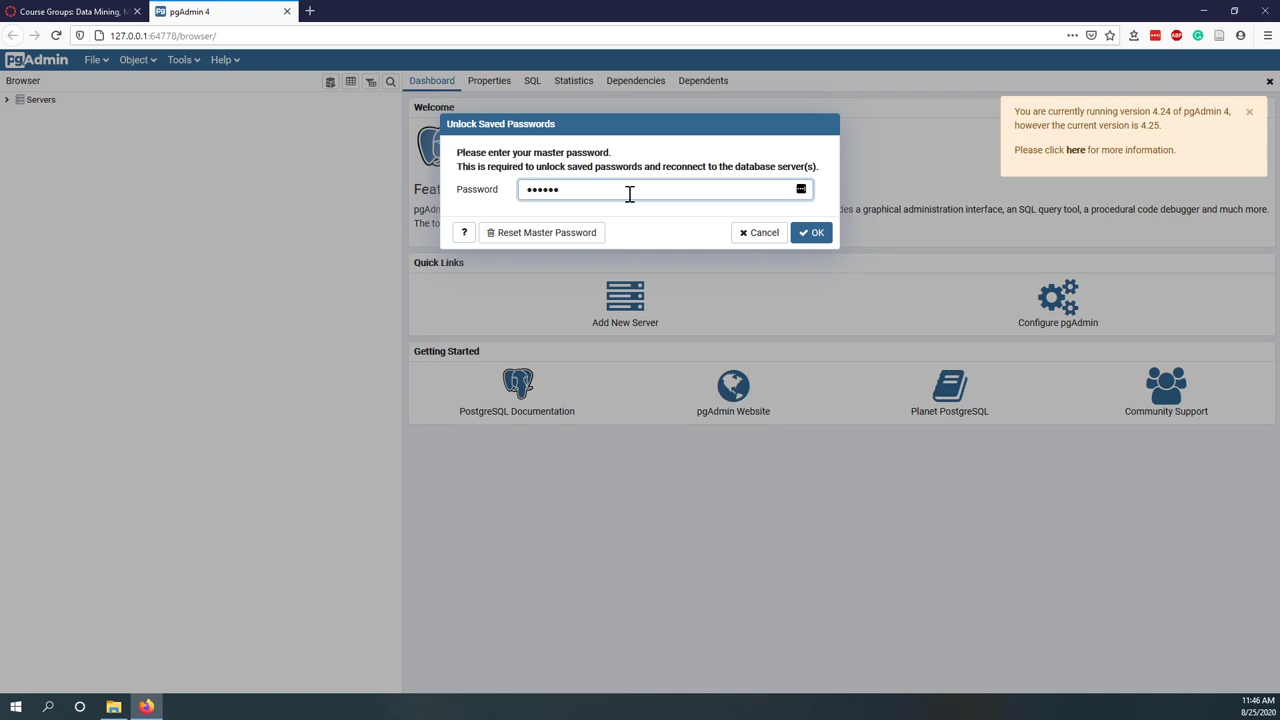 Course Groups: Data Mining, M
pgAdmin 4
127.0.0.1:64778/browser/
pgAdmin
File
Object
Tools
Help
Browser
Dashboard
Properties
SQL
Statistics
Dependencies
Dependents
Servers
Welcome
You are currently running version 4.24 of pgAdmin 4,
however the current version is 4.25.
Please click here for more information.
Unlock Saved Passwords
Please enter your master password.
This is required to unlock saved passwords and reconnect to the database server(s).
Password ••••••
? Reset Master Password
Cancel
OK
Feat
pgAdn
des a graphical administration interface, an SQL query tool, a procedural code debugger and much more.
The to
Quick Links
Add New Server
Configure pgAdmin
Getting Started
PostgreSQL Documentation
pgAdmin Website
Planet PostgreSQL
Community Support
11:46 AM
8/25/2020